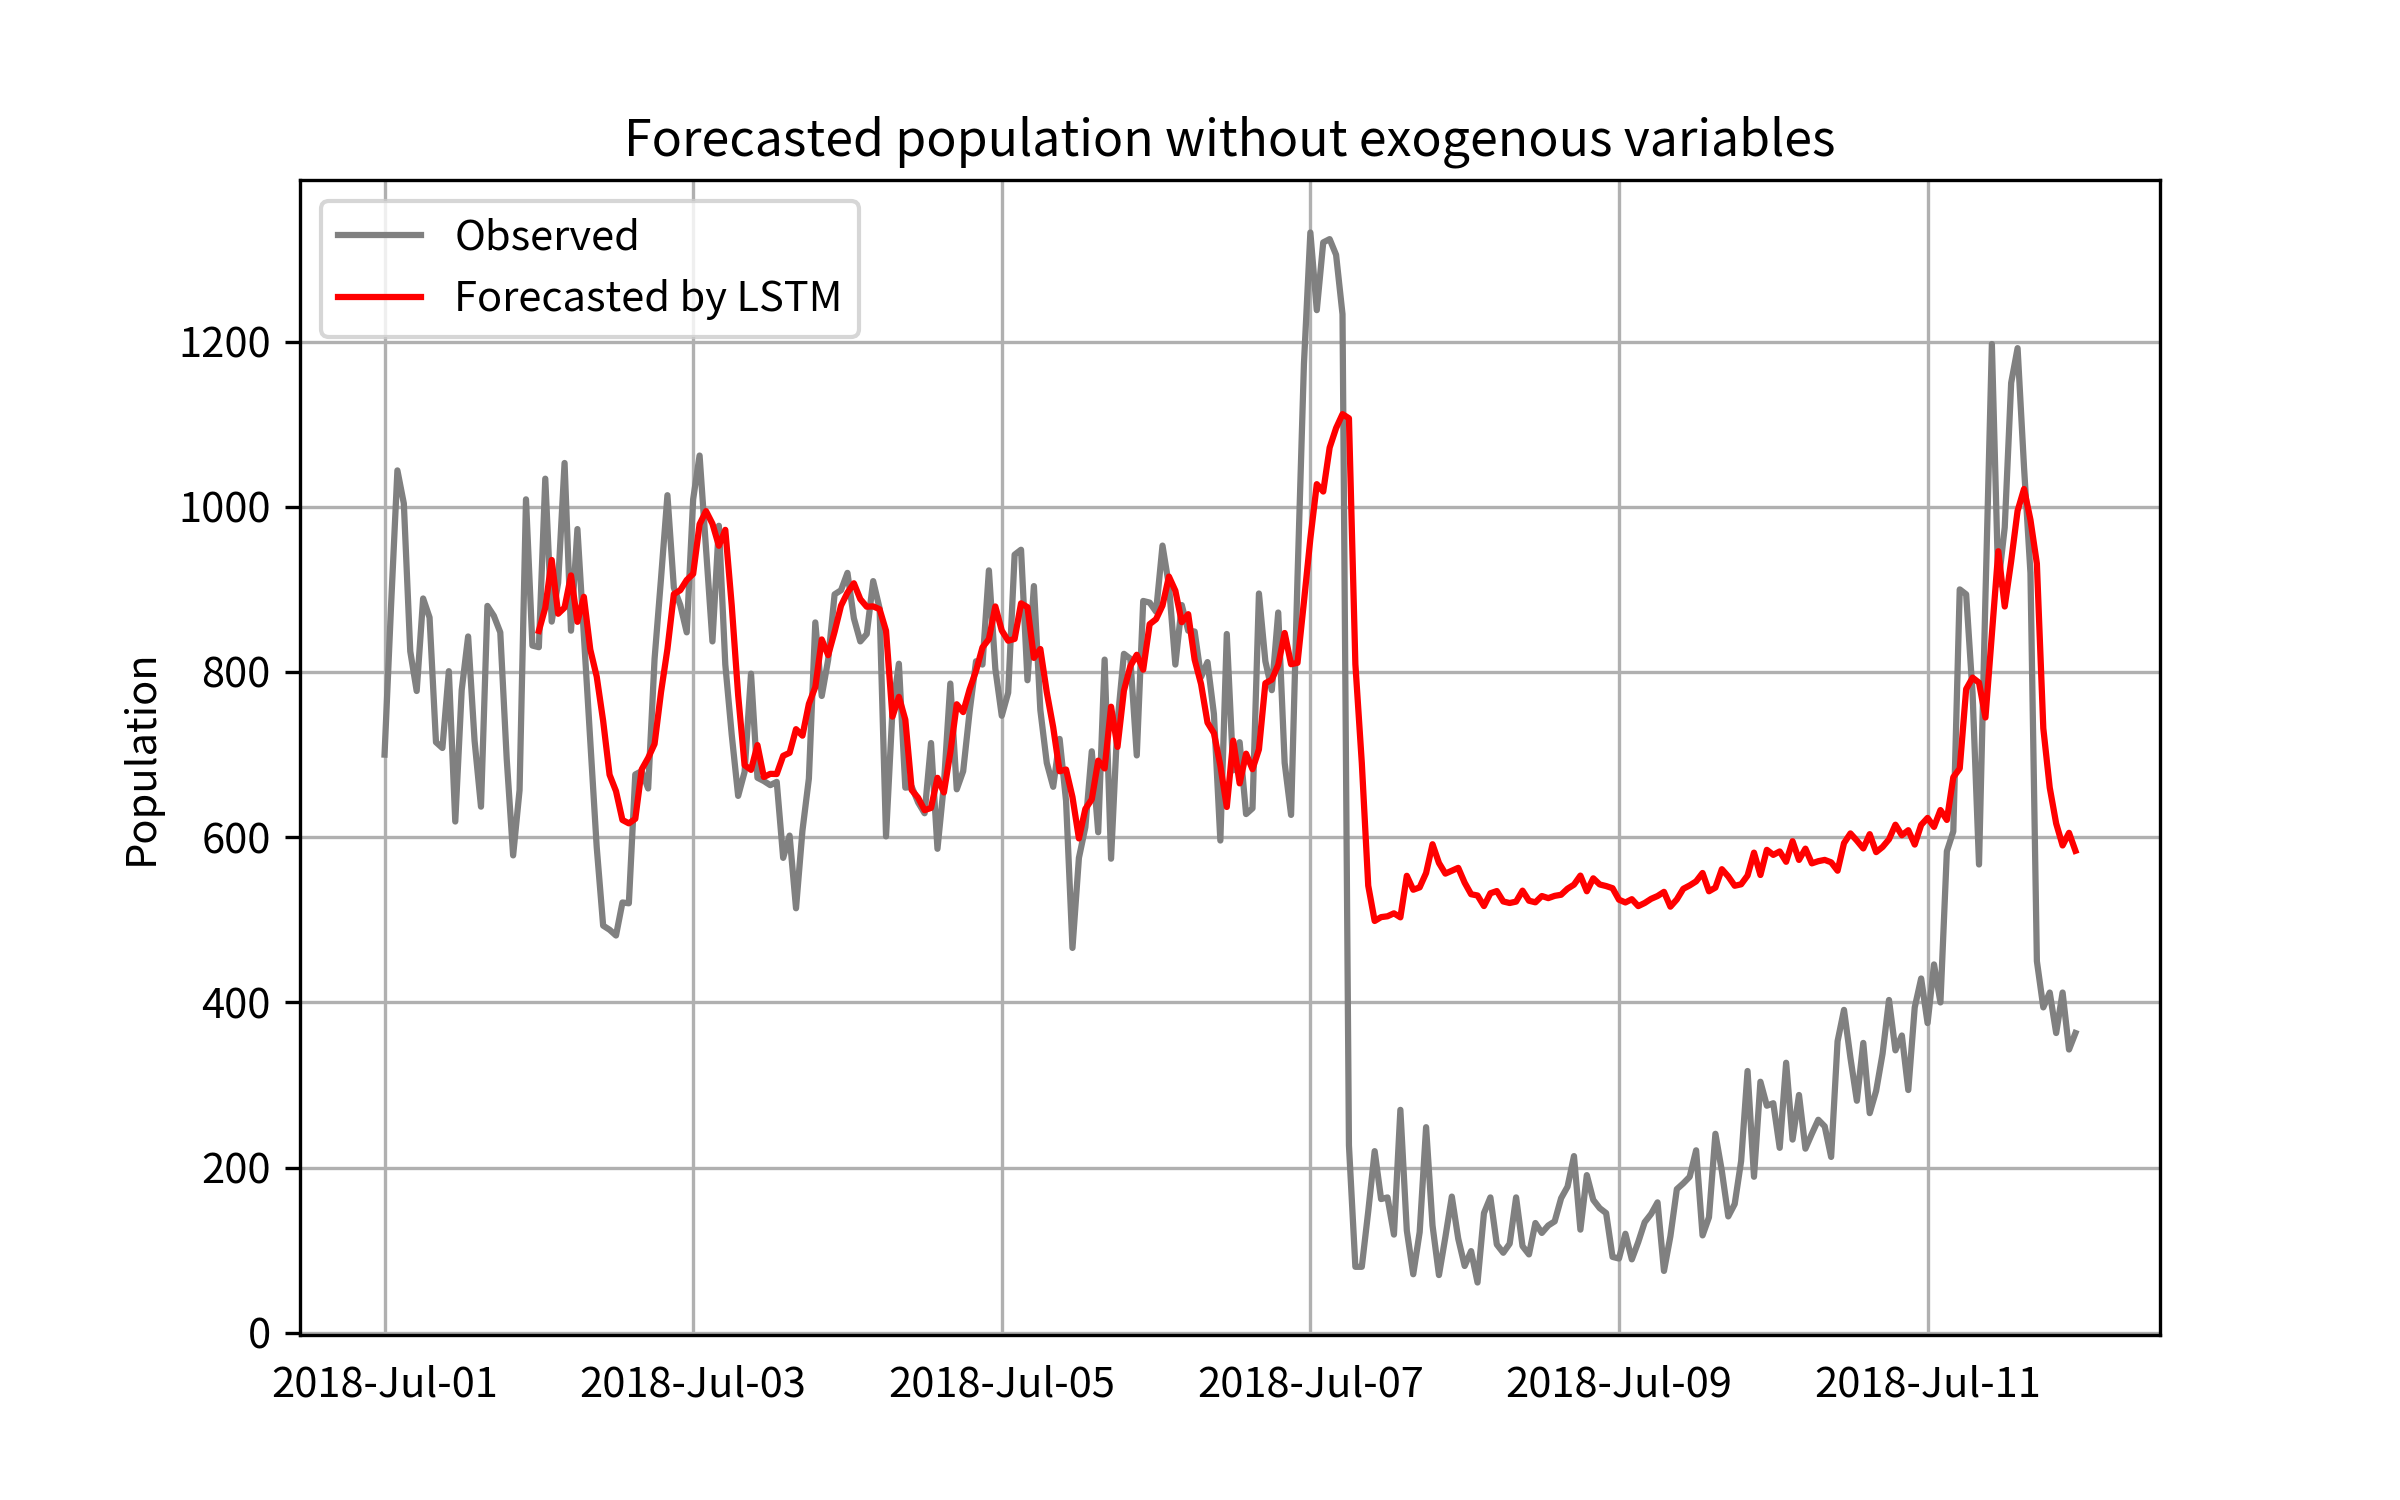 Forecasted population without exogenous variables
Observed
Forecasted by LSTM
Population
1200
1000
800
600
400
200
0
2018-Jul-01 2018-Jul-03 2018-Jul-05 2018-Jul-07 2018-Jul-09 2018-Jul-11